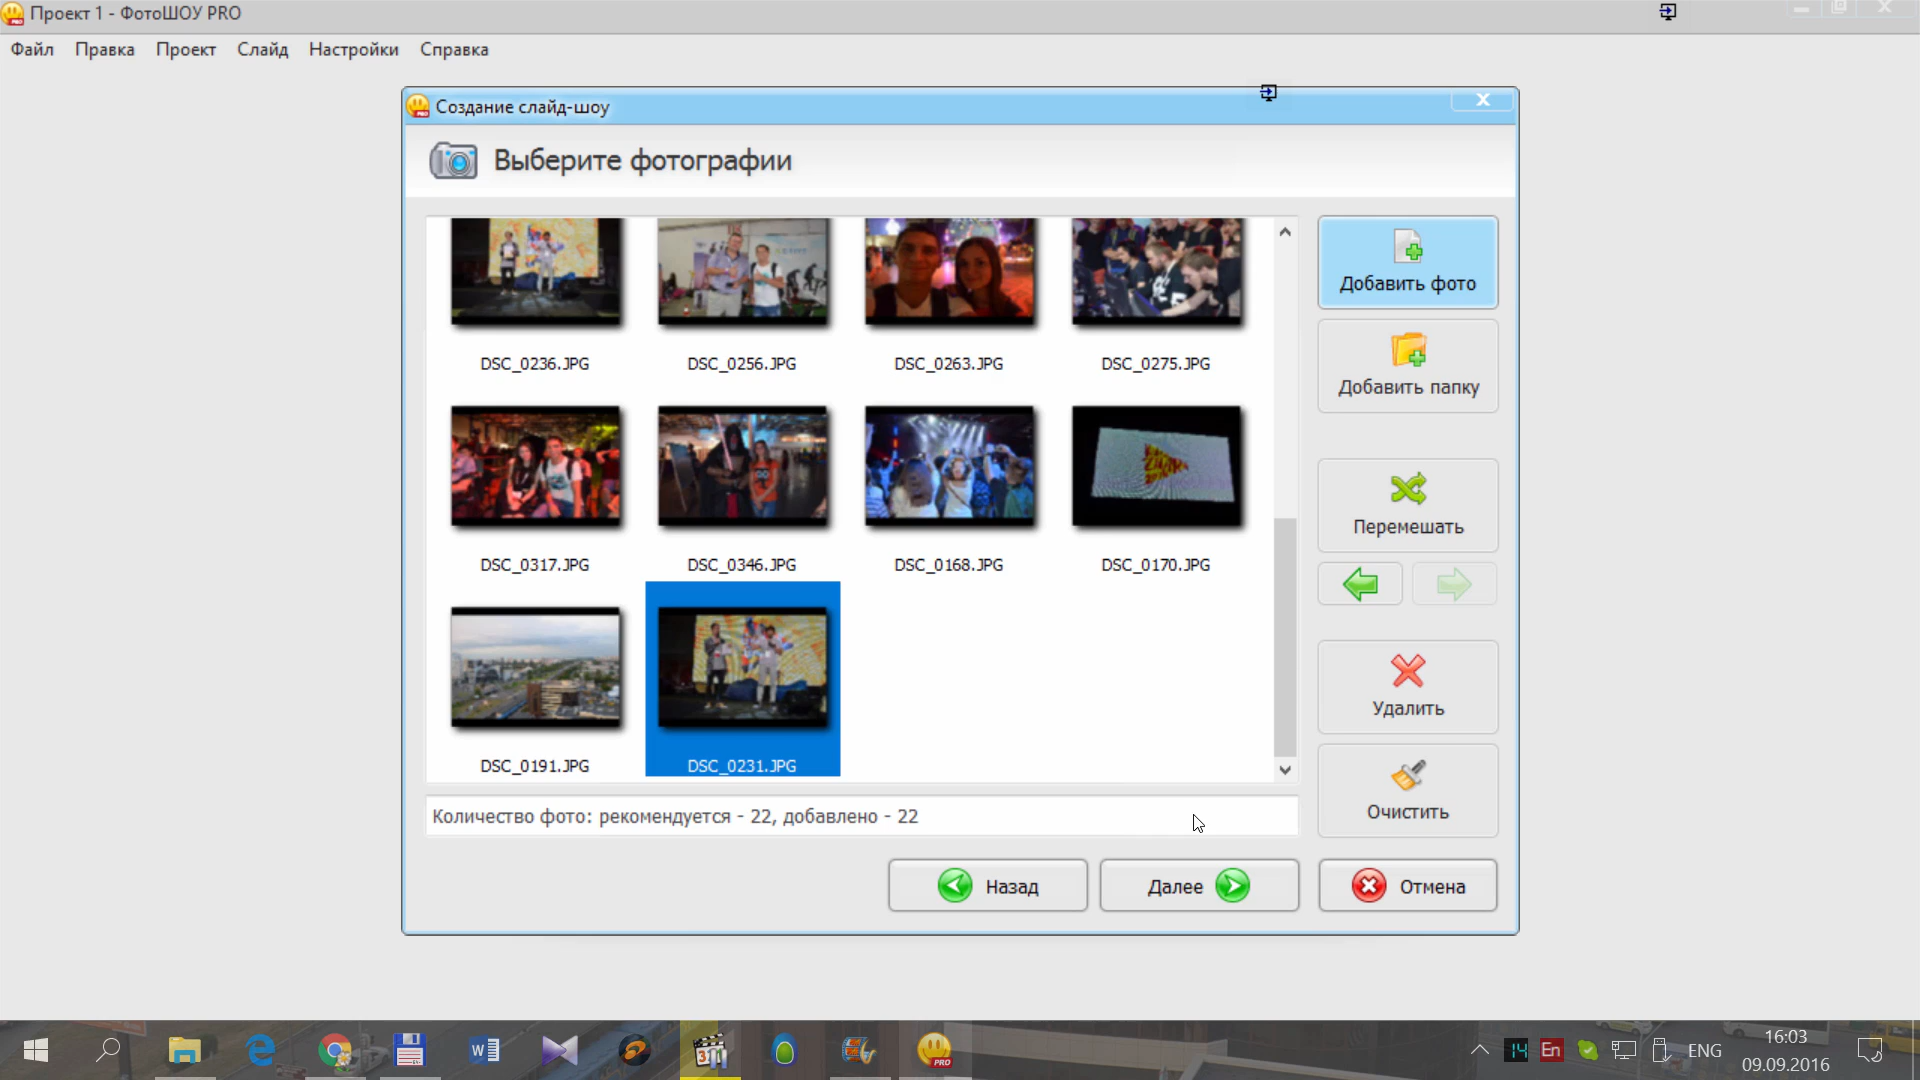 Проект 1 - ФотоШОУ PRO
Файл Правка Проект Слайд Настройки Справка
Создание слайд-шоу
Выберите фотографии
DSC_0236.JPG DSC_0256.JPG DSC_0263.JPG DSC_0275.JPG
DSC_0317.JPG DSC_0346.JPG DSC_0168.JPG DSC_0170.JPG
DSC_0191.JPG DSC_0231.JPG
Добавить фото
Добавить папку
Перемешать
Удалить
Очистить
Количество фото: рекомендуется - 22, добавлено - 22
Назад Далее Отмена
14 En ENG 16:03
09.09.2016